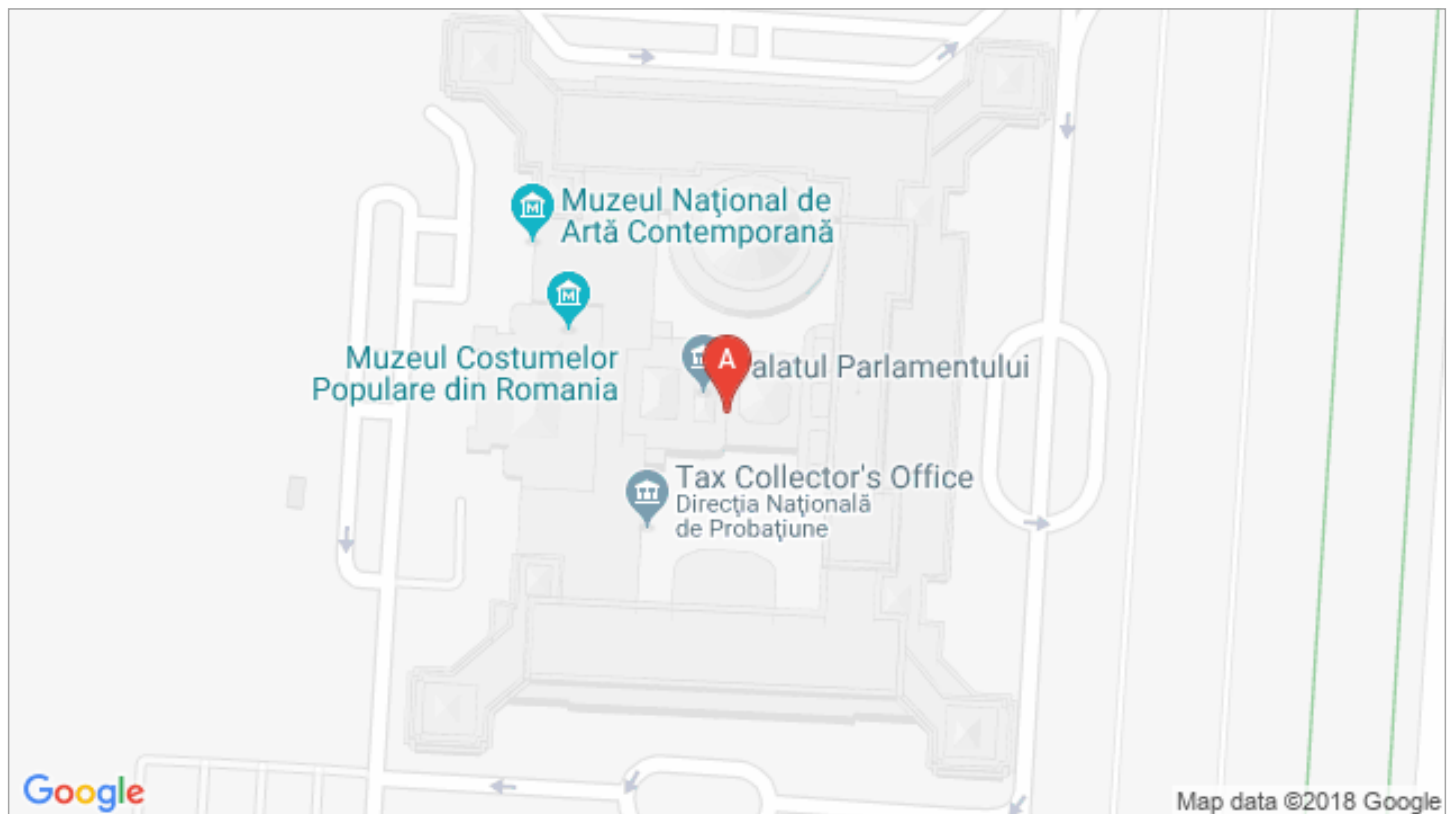 Muzeul Naţional de
Artă Contemporană
Muzeul Costumelor
Populare din Romania
A
alatul Parlamentului
Tax Collector's Office
Direcţia Naţională
de Probaţiune
Google
Map data ©2018 Google